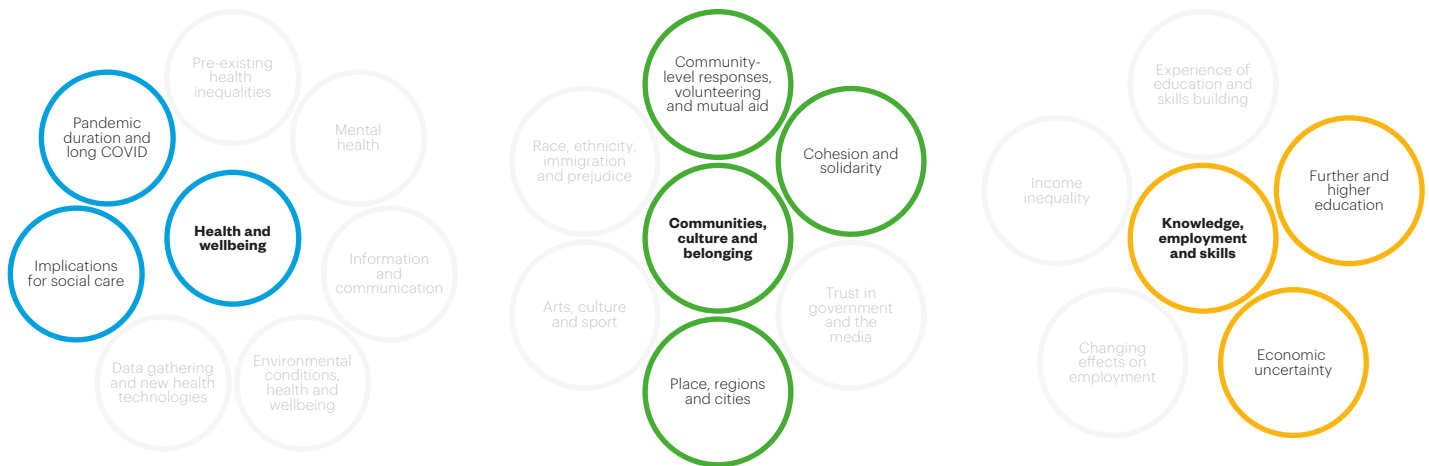 Pre-existing
health
inequalities
Pandemic
duration and
long COVID
Mental
health
Health and
wellbeing
Implications
for social care
Information
and
communication
Data gathering
and new health
technologies
Environmental
conditions,
health and
wellbeing
Community-
level responses,
volunteering
and mutual aid
Race, ethnicity,
immigration
and prejudice
Cohesion and
solidarity
Communities,
culture and
belonging
Arts, culture
and sport
Trust in
government
and the
media
Place, regions
and cities
Experience of
education and
skills building
Income
inequality
Further and
higher
education
Knowledge,
employment
and skills
Changing
effects on
employment
Economic
uncertainty